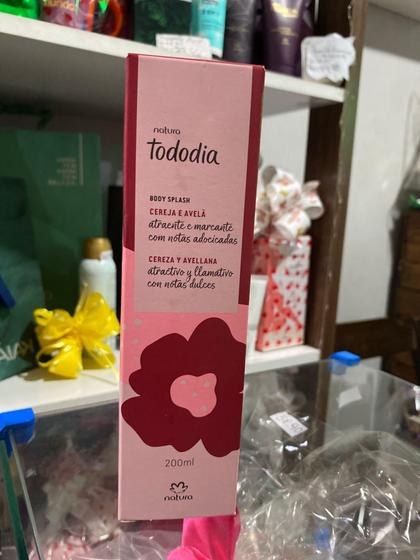 natura
tododia
BODY SPLASH
CEREJA E AVELÃ
atraente e marcante
com notas adocicadas
CEREZA Y AVELLANA
atractivo y llamativo
con notas dulces
200ml
natura